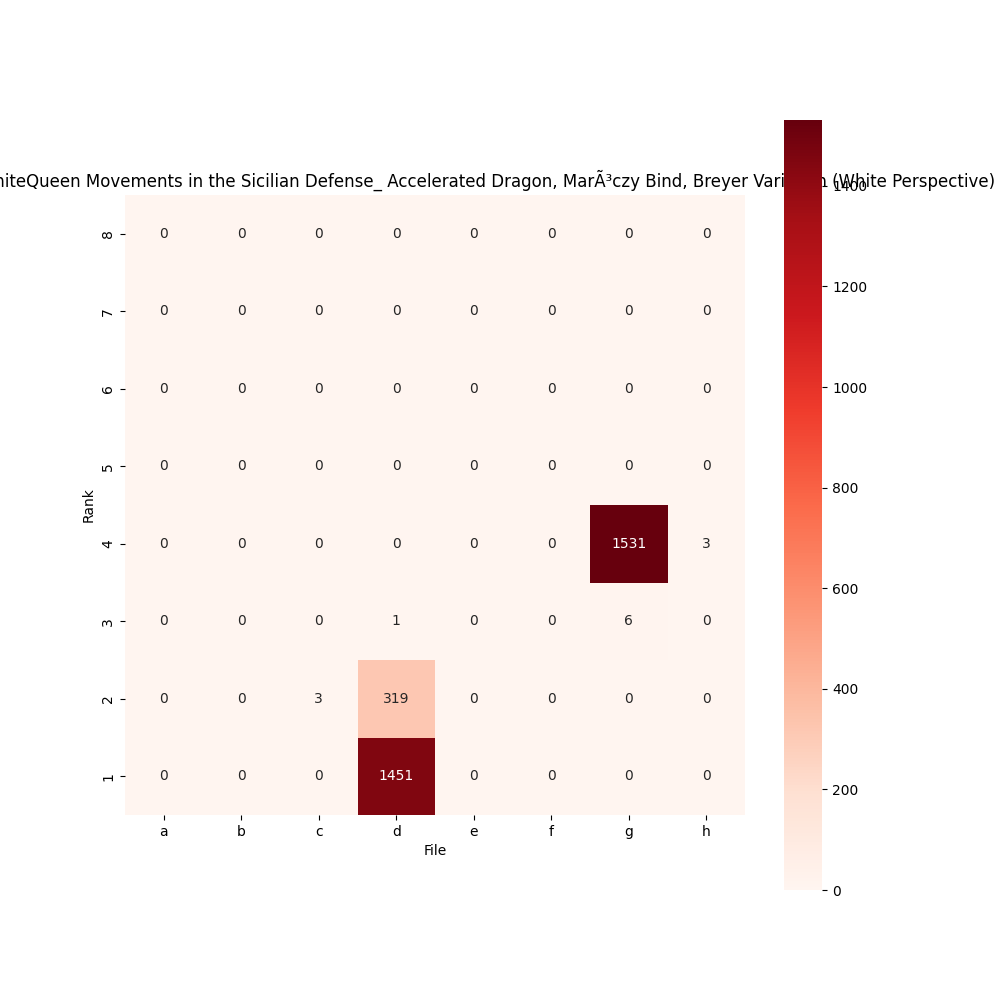 hiteQueen Movements in the Sicilian Defense_ Accelerated Dragon, MarÃ³czy Bind, Breyer Variation (White Perspective)
1400
8 0 0 0 0 0 0 0 0
1200
7 0 0 0 0 0 0 0 0
6 0 0 0 0 0 0 0 0
1000
5 0 0 0 0 0 0 0 0
800
Rank
4 0 0 0 0 0 0 1531 3
600
3 0 0 0 1 0 0 6 0
400
2 0 0 3 319 0 0 0 0
1 0 0 0 1451 0 0 0 0
200
a b c d e f g h
File
0